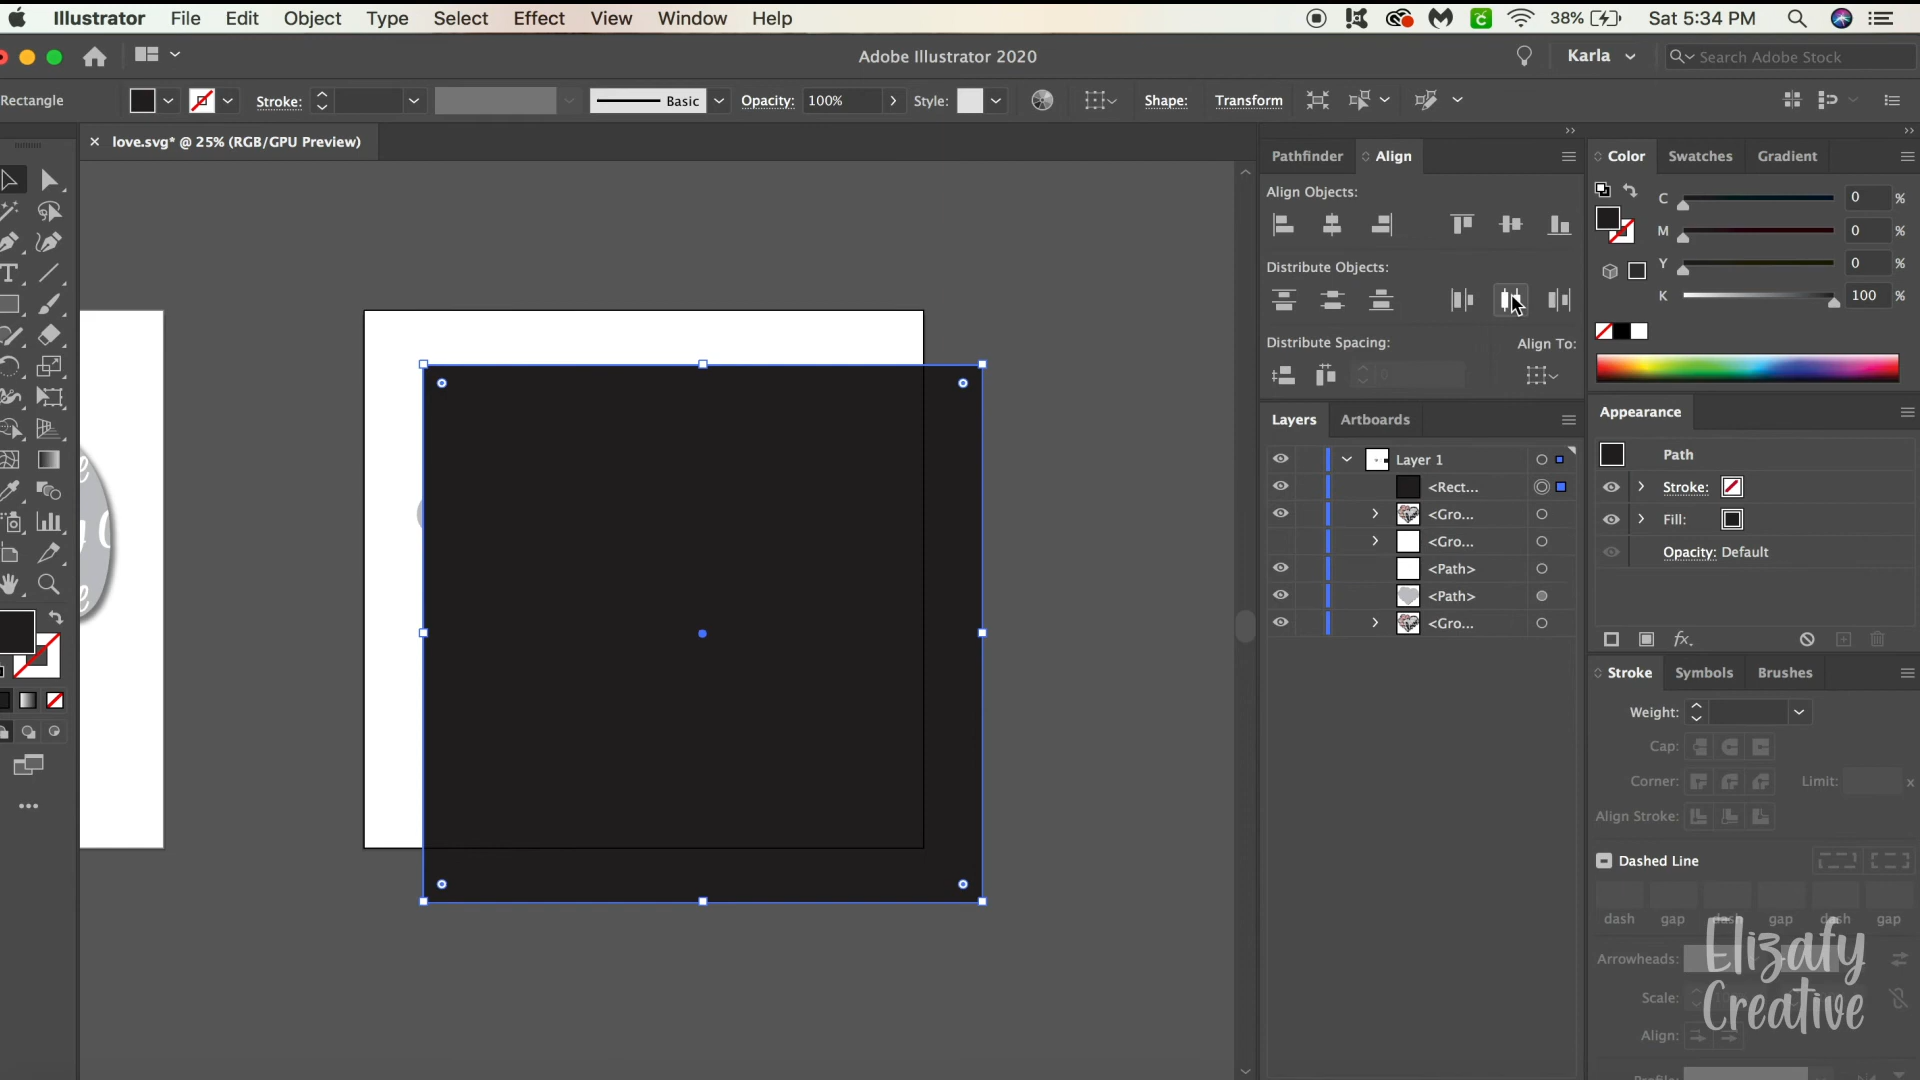 Illustrator File Edit Object Type Select Effect View Window Help 38% Sat 5:34 PM
Adobe Illustrator 2020 Karla Search Adobe Stock
Rectangle Stroke: Basic Opacity: 100% Style: Shape: Transform
love.svg* @ 25% (RGB/GPU Preview)
Pathfinder Align
Align Objects:
Distribute Objects:
Distribute Spacing: Align To:
0
Layers Artboards
Layer 1
<Rect...
<Gro...
<Gro...
<Path>
<Path>
<Gro...
Color Swatches Gradient
C 0 %
M 0 %
Y 0 %
K 100 %
Appearance
Path
Stroke:
Fill:
Opacity: Default
fx
Stroke Symbols Brushes
Weight:
Cap:
Corner: Limit: x
Align Stroke:
Dashed Line
dash gap dash gap dash gap
Arrowheads:
Scale:
Align:
Elizafy
Creative